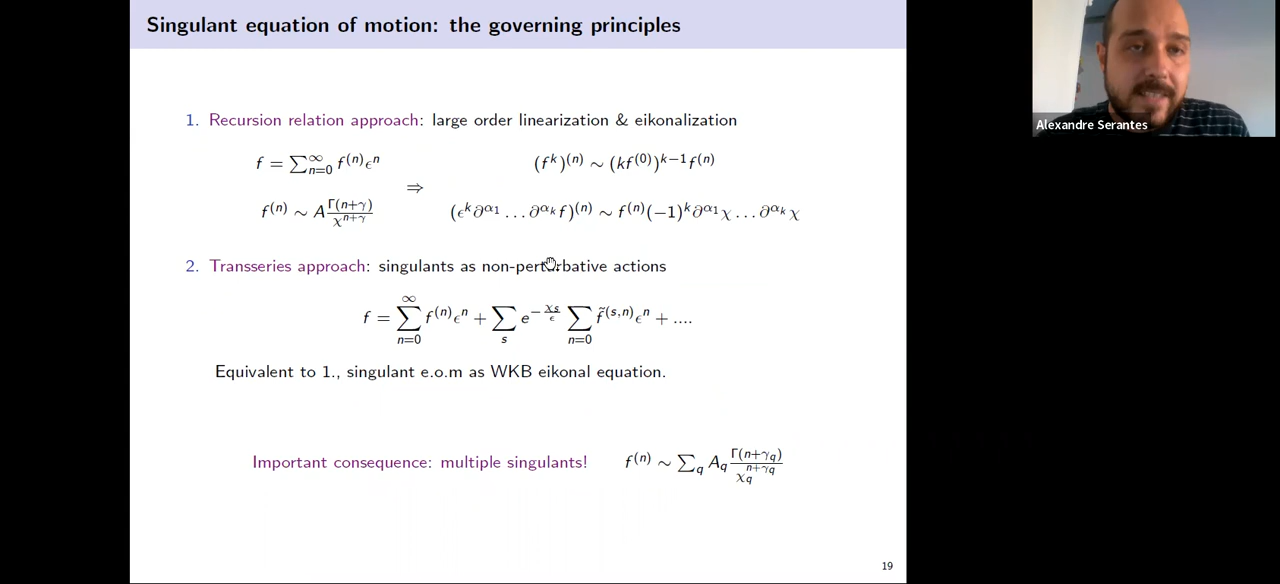 Singulant equation of motion: the governing principles
1. Recursion relation approach: large order linearization & eikonalization
f = ∑_{n=0}^{∞} f^{(n)} ϵ^n
(f^k)^{(n)} ∼ (kf^{(0)})^{k−1} f^{(n)}
⇒
f^{(n)} ∼ A Γ(n+γ)/χ^{n+γ}
(ϵ^k ∂^{α_1} … ∂^{α_k} f)^{(n)} ∼ f^{(n)} (−1)^k ∂^{α_1} χ … ∂^{α_k} χ
2. Transseries approach: singulants as non-perturbative actions
f = ∑_{n=0}^{∞} f^{(n)} ϵ^n + ∑_s e^{−χ_s/ϵ} ∑_{n=0} f̃^{(s,n)} ϵ^n + ....
Equivalent to 1., singulant e.o.m as WKB eikonal equation.
Important consequence: multiple singulants! f^{(n)} ∼ ∑_q A_q Γ(n+γ_q)/χ_q^{n+γ_q}
19
Alexandre Serantes